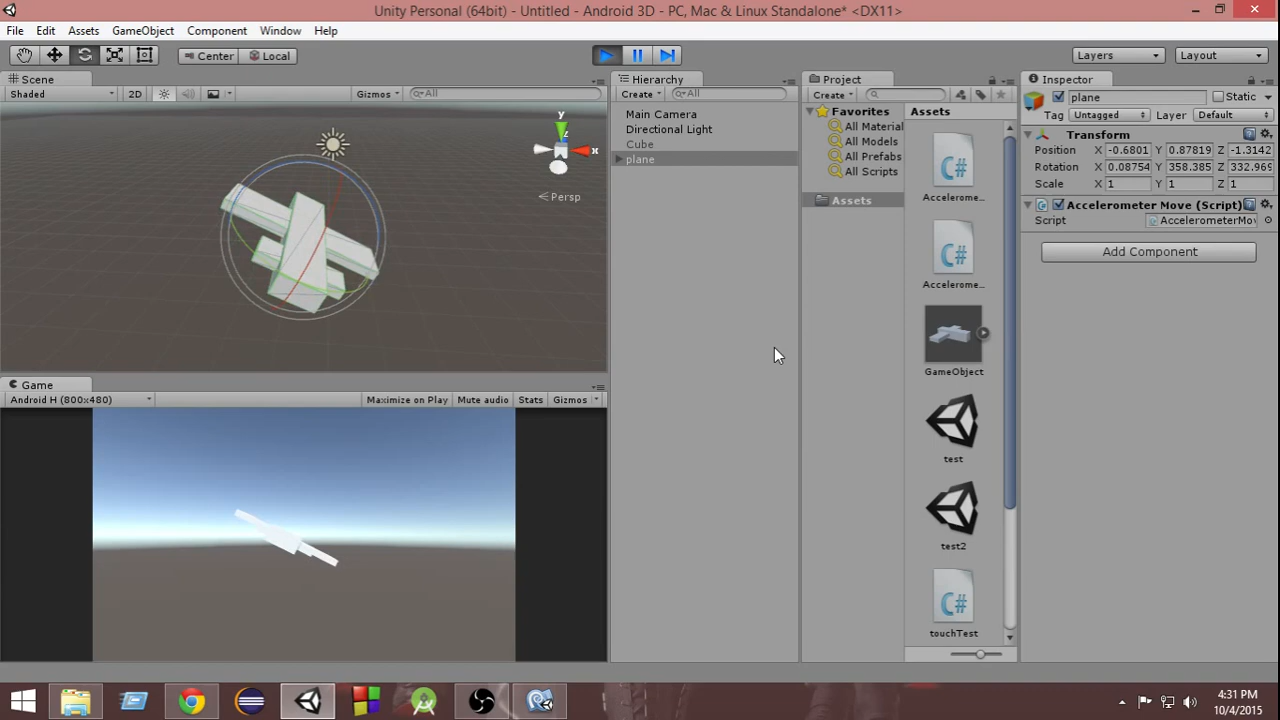 Unity Personal (64bit) - Untitled - Android 3D - PC, Mac & Linux Standalone* <DX11>
File Edit Assets GameObject Component Window Help
Center Local Layers Layout
Scene
Shaded 2D Gizmos All
y
x
z
Persp
Game
Android H (800x480) Maximize on Play Mute audio Stats Gizmos
Hierarchy
Create All
Main Camera
Directional Light
Cube
plane
Project
Create
Favorites
All Material
All Models
All Prefabs
All Scripts
Assets
Assets
C#
Accelerome...
C#
Accelerome...
GameObject
test
test2
C#
touchTest
Inspector
plane Static
Tag Untagged Layer Default
Transform
Position X -0.6801 Y 0.87819 Z -1.3142
Rotation X 0.08754 Y 358.385 Z 332.969
Scale X 1 Y 1 Z 1
Accelerometer Move (Script)
Script AccelerometerMov
Add Component
4:31 PM
10/4/2015